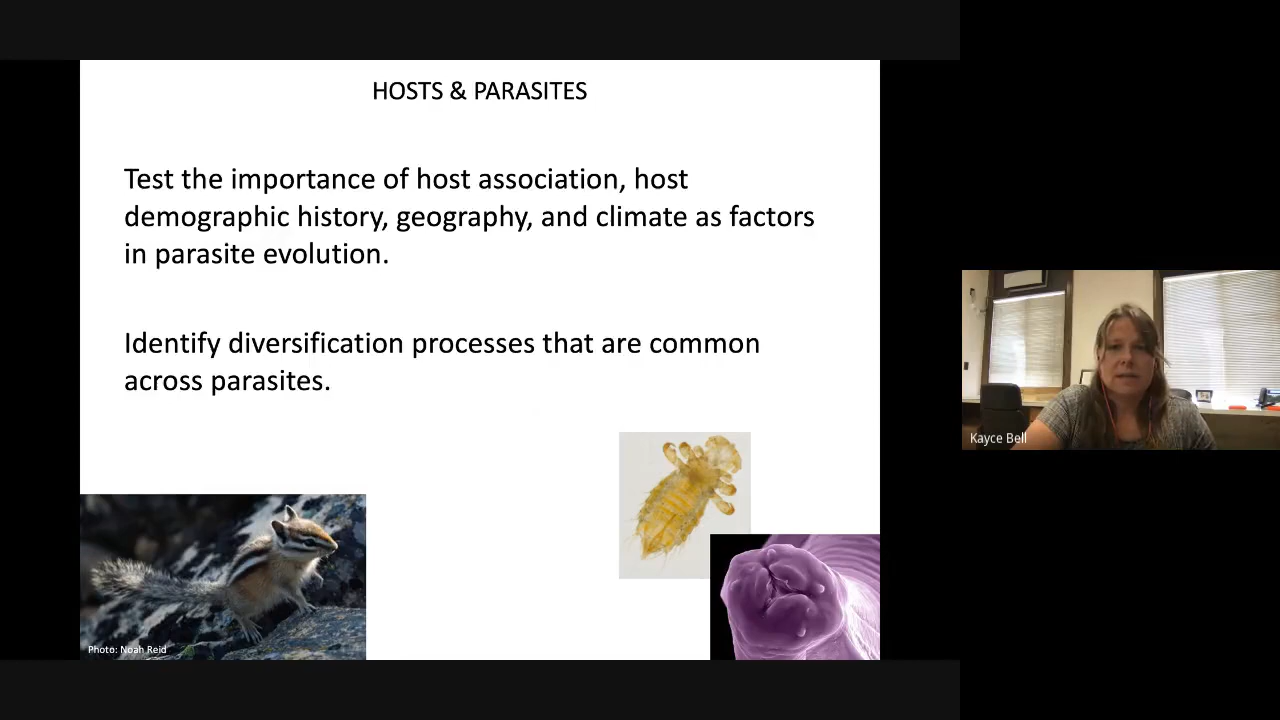 HOSTS & PARASITES
Test the importance of host association, host
demographic history, geography, and climate as factors
in parasite evolution.
Identify diversification processes that are common
across parasites.
Photo: Noah Reid
Kayce Bell